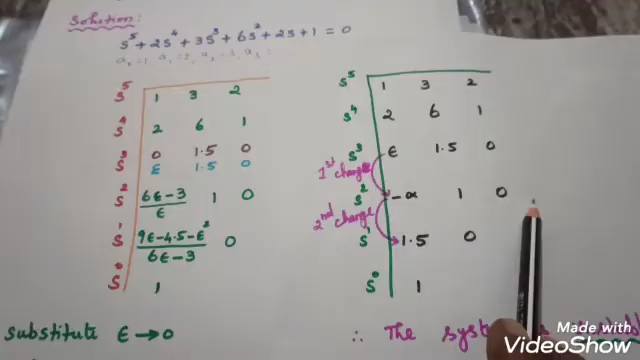 Solution:
s⁵+2s⁴+3s³+6s²+2s+1=0
s⁵ 1 3 2
s⁴ 2 6 1
s³ 0 1.5 0
ϵ 1.5 0
s² 6ϵ-3/ϵ 1 0
s¹ 9ϵ-4.5-ϵ²/6ϵ-3 0
s⁰ 1
substitute ϵ→0
s⁵ 1 3 2
s⁴ 2 6 1
s³ ϵ 1.5 0
1st change
s² -∝ 1 0
2nd change
s¹ 1.5 0
s⁰ 1
∴ The
Made with
VideoShow